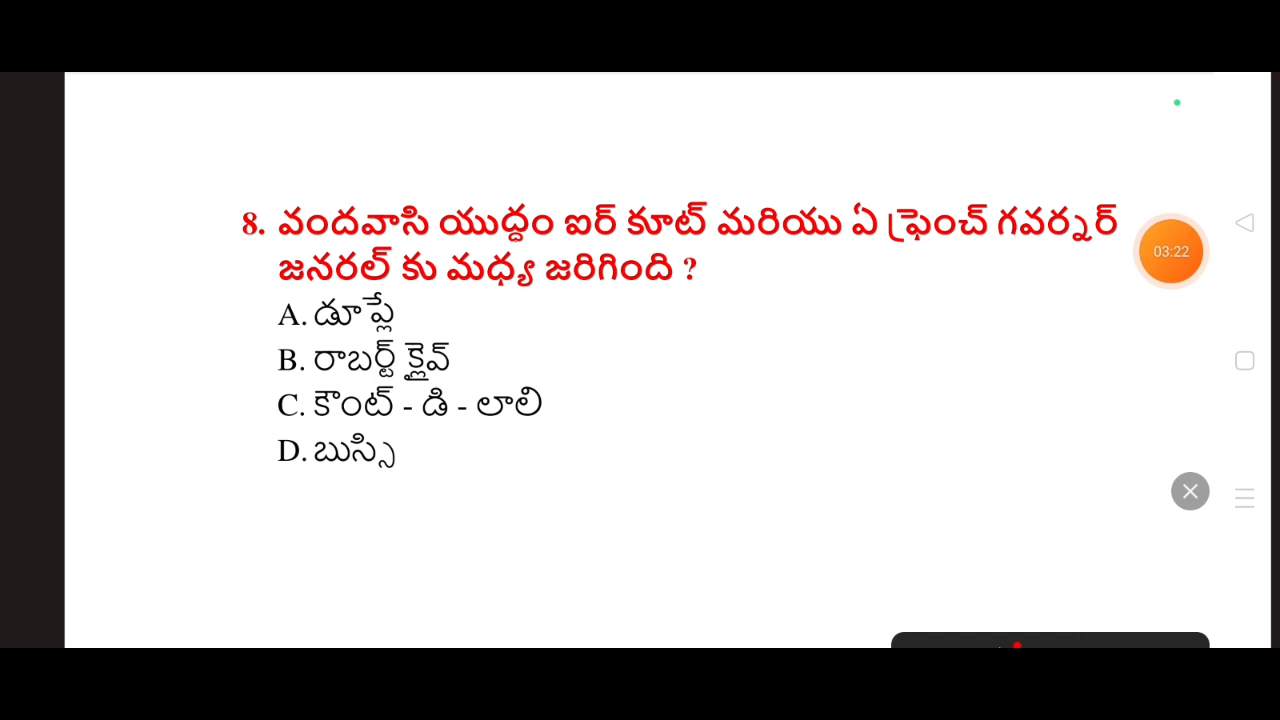 8. వందవాసి యుద్ధం ఐర్ కూట్ మరియు ఏ ఫ్రెంచ్ గవర్నర్
జనరల్ కు మధ్య జరిగింది ?
A. డూప్లే
B. రాబర్ట్ క్లైవ్
C. కౌంట్ - డి - లాలి
D. బుస్సి
03:22